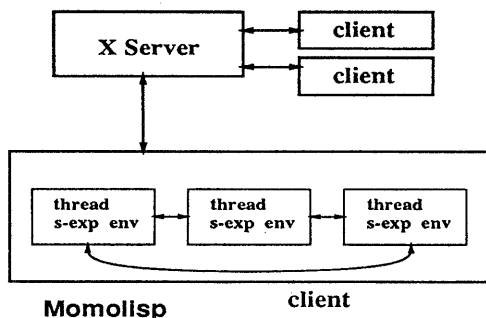 X Server
client
client
thread
s-exp env
thread
s-exp env
thread
s-exp env
Momolisp
client